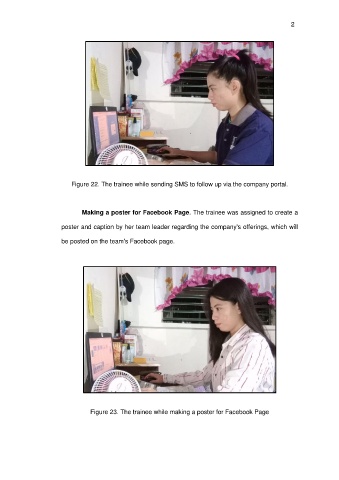 2
Figure 22. The trainee while sending SMS to follow up via the company portal.
Making a poster for Facebook Page. The trainee was assigned to create a
poster and caption by her team leader regarding the company's offerings, which will
be posted on the team's Facebook page.
Figure 23. The trainee while making a poster for Facebook Page